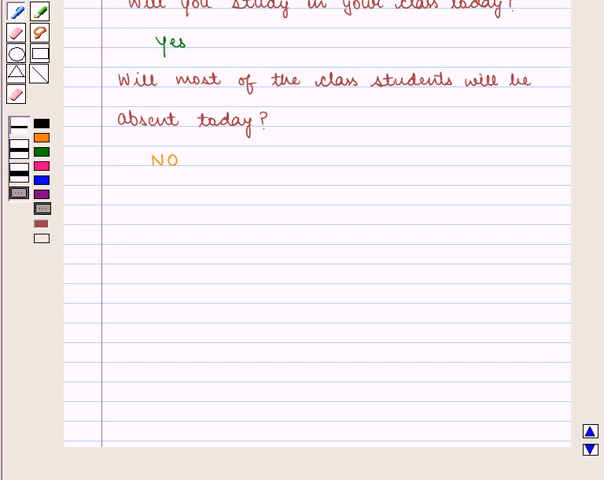 Will you study in your class today?
Yes
Will most of the class students will be
absent today?
NO